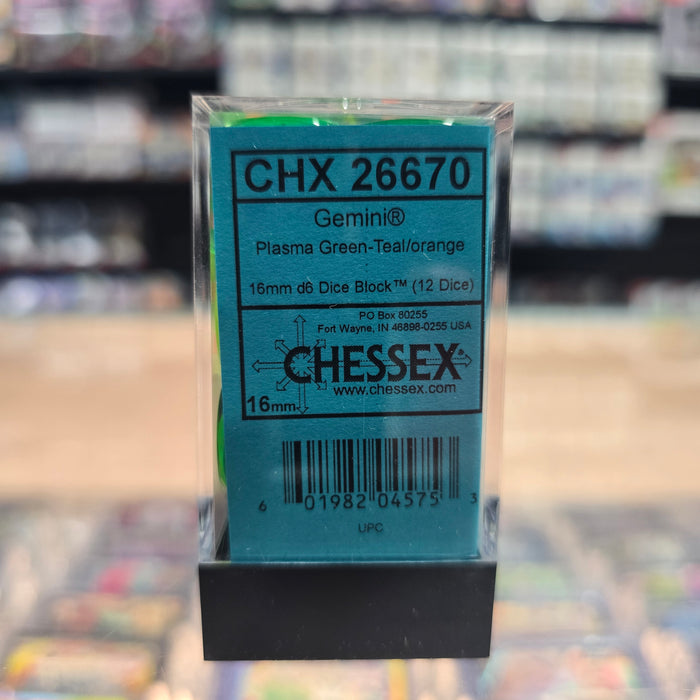 CHX 26670
Gemini®
Plasma Green-Teal/orange
16mm d6 Dice Block™ (12 Dice)
PO Box 80255
Fort Wayne, IN 46898-0255 USA
CHESSEX®
www.chessex.com
16mm
6 01982 04575 3
UPC